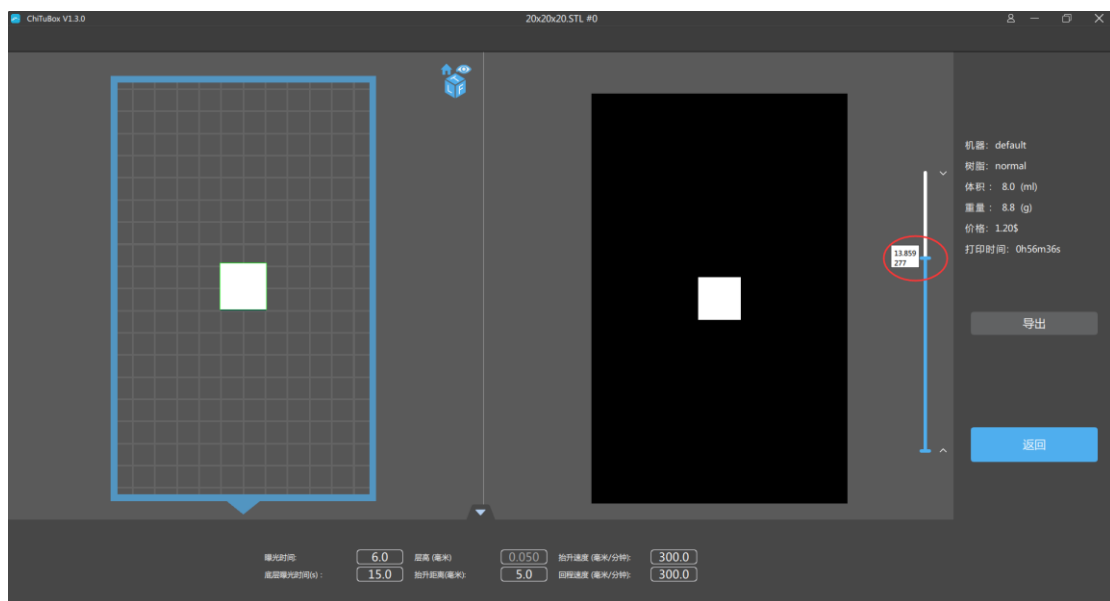 ChiTuBox V1.3.0
20x20x20.STL #0
T
L F
机器: default
树脂: normal
体积 : 8.0 (ml)
重量 : 8.8 (g)
价格: 1.20$
打印时间: 0h56m36s
13.859
277
导出
返回
曝光时间: 6.0 层高 (毫米) 0.050 抬升速度 (毫米/分钟): 300.0
底层曝光时间(s) : 15.0 抬升距离(毫米): 5.0 回程速度 (毫米/分钟): 300.0